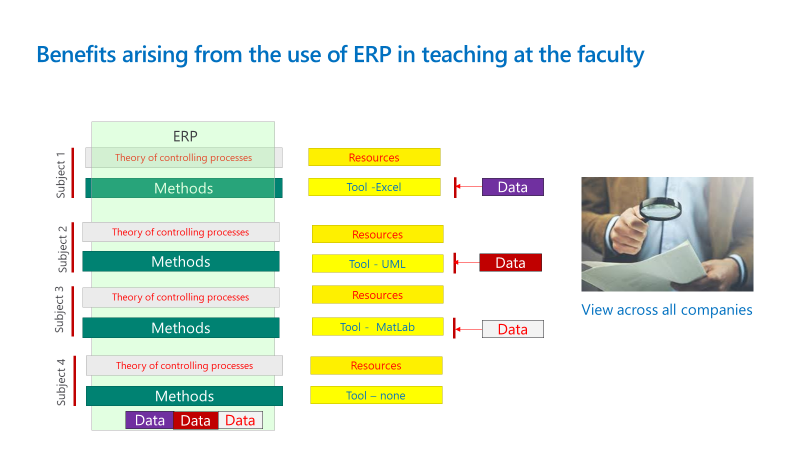 Benefits arising from the use of ERP in teaching at the faculty
ERP
Subject 1
Theory of controlling processes
Resources
Methods
Tool -Excel
Data
Subject 2
Theory of controlling processes
Resources
Methods
Tool - UML
Data
Subject 3
Theory of controlling processes
Resources
Methods
Tool - MatLab
Data
View across all companies
Subject 4
Theory of controlling processes
Resources
Methods
Tool – none
Data Data Data